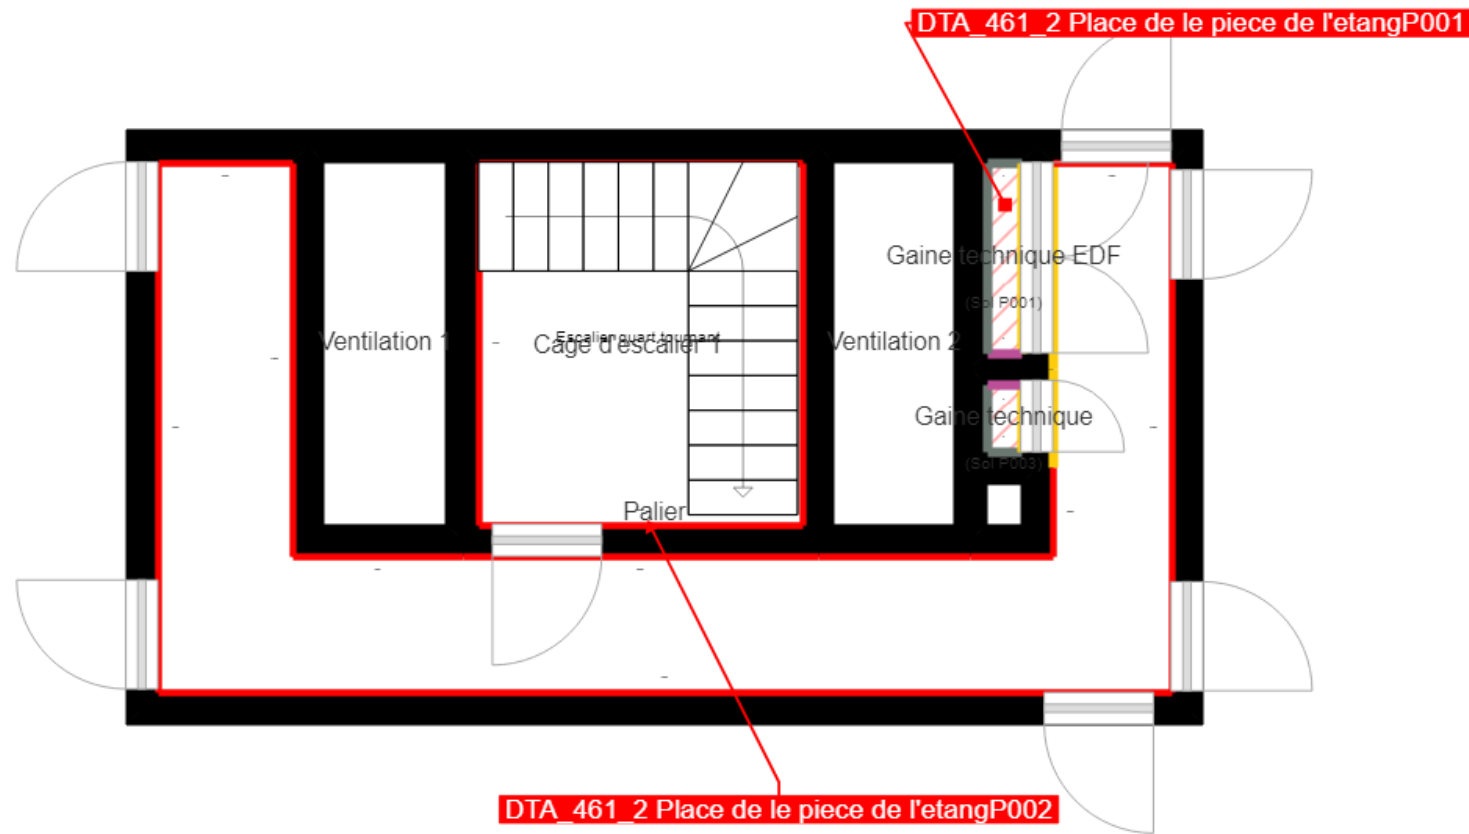 DTA_461_2 Place de le piece de l'etangP001
Gaine technique EDF
(Sol P001)
Ventilation 1
Escalier quart tournant
Cage d'escalier 1
Ventilation 2
Gaine technique
(Sol P003)
Palier
DTA_461_2 Place de le piece de l'etangP002